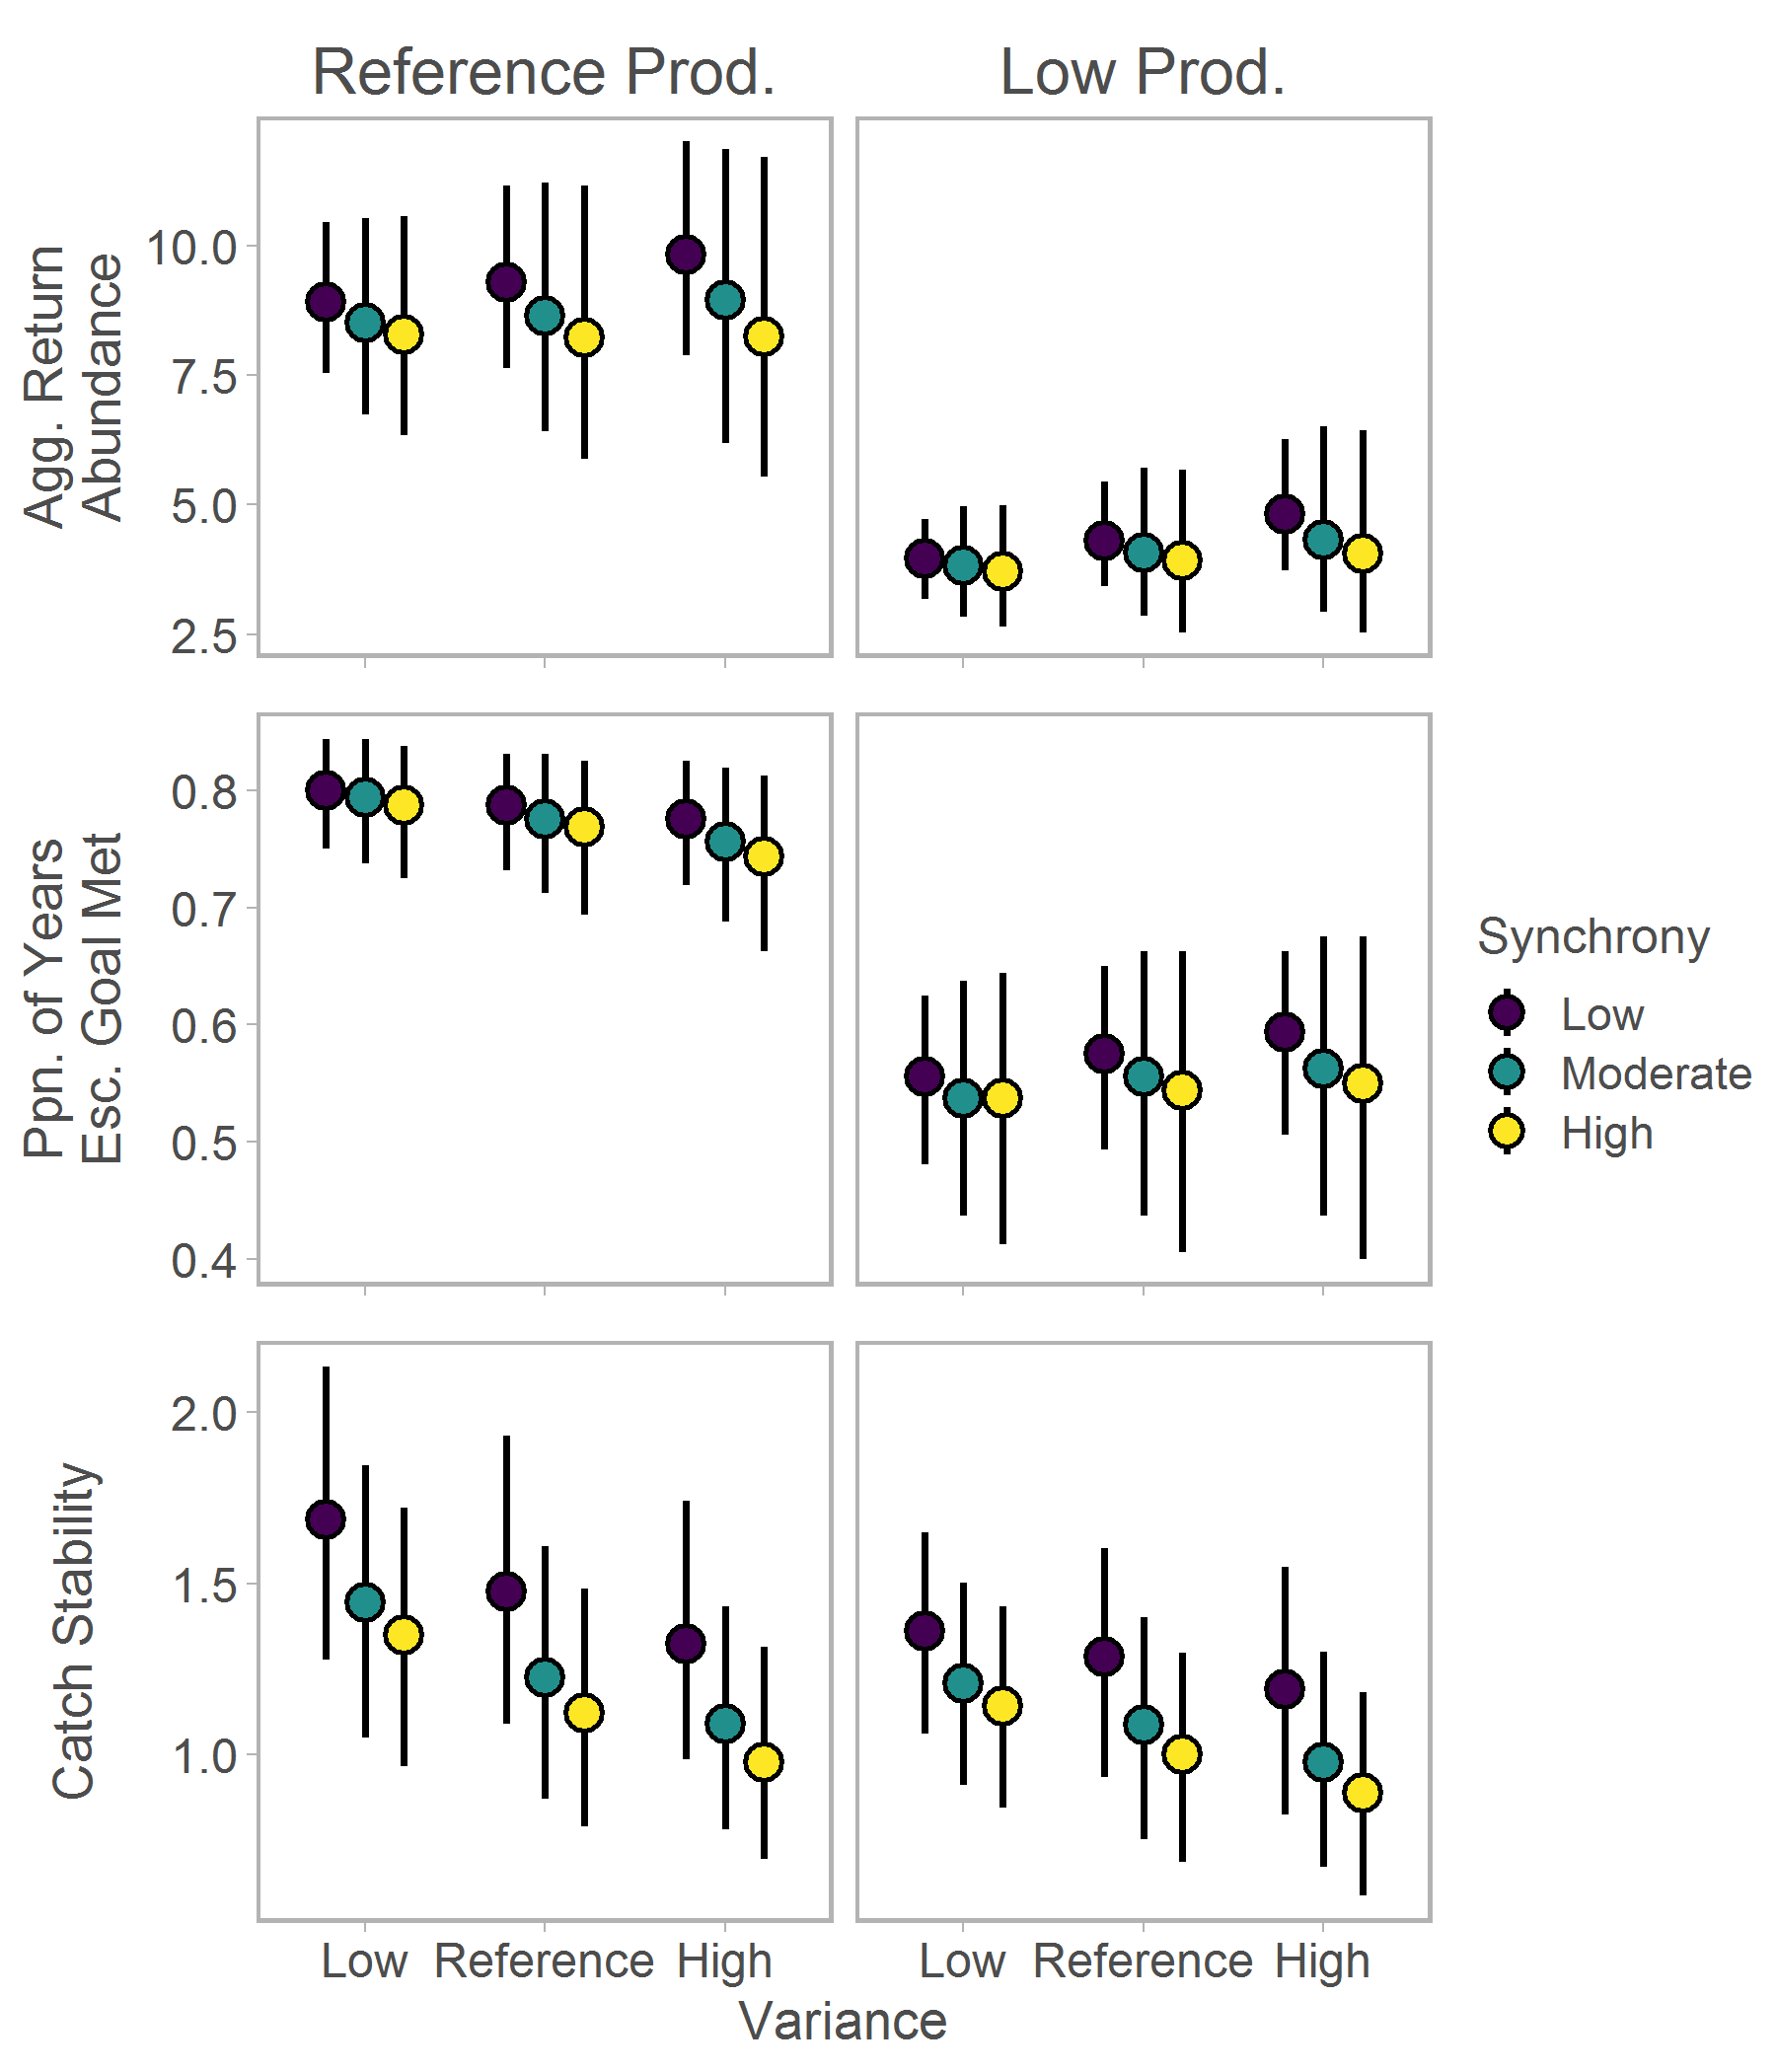 Reference Prod.
Low Prod.
Agg. Return
Abundance
10.0
7.5
5.0
2.5
Ppn. of Years
Esc. Goal Met
0.8
0.7
0.6
0.5
0.4
Catch Stability
2.0
1.5
1.0
Low Reference High
Low Reference High
Variance
Synchrony
Low
Moderate
High